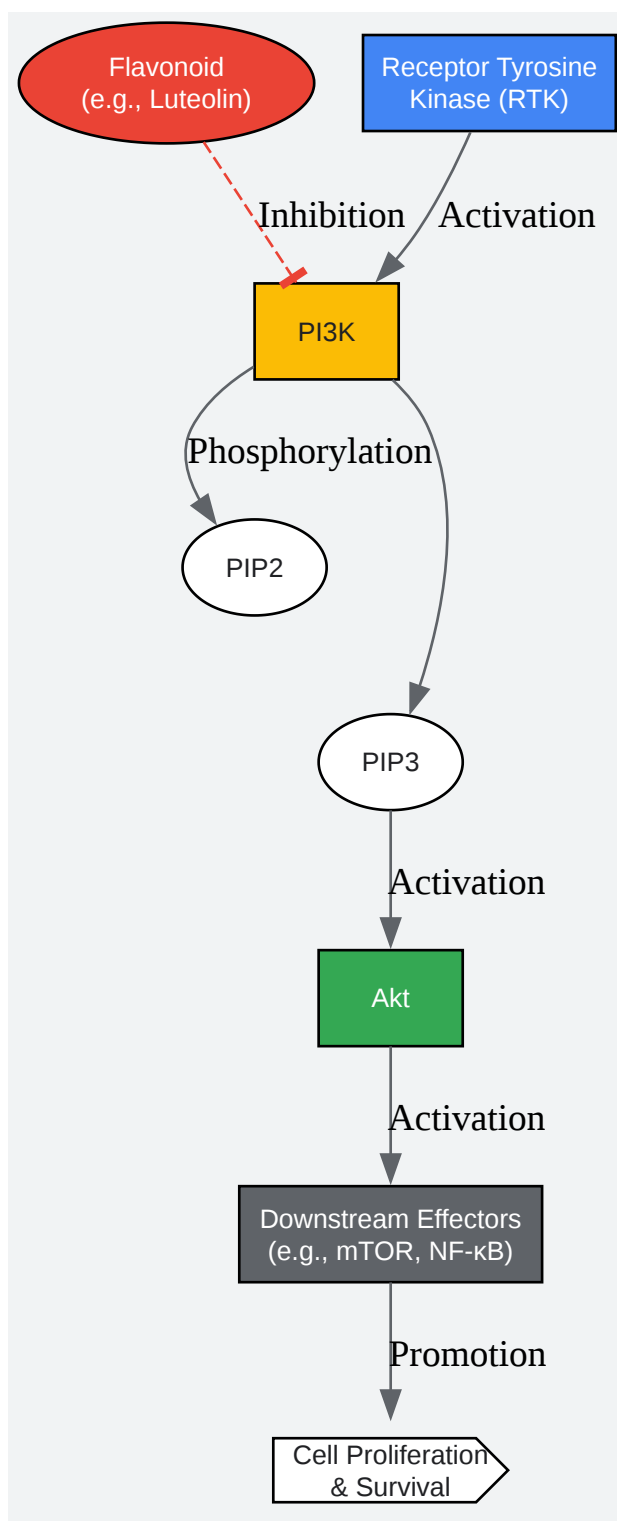 Flavonoid
(e.g., Luteolin)
Receptor Tyrosine
Kinase (RTK)
Inhibition
Activation
PI3K
Phosphorylation
PIP2
PIP3
Activation
Akt
Activation
Downstream Effectors
(e.g., mTOR, NF-κB)
Promotion
Cell Proliferation
& Survival